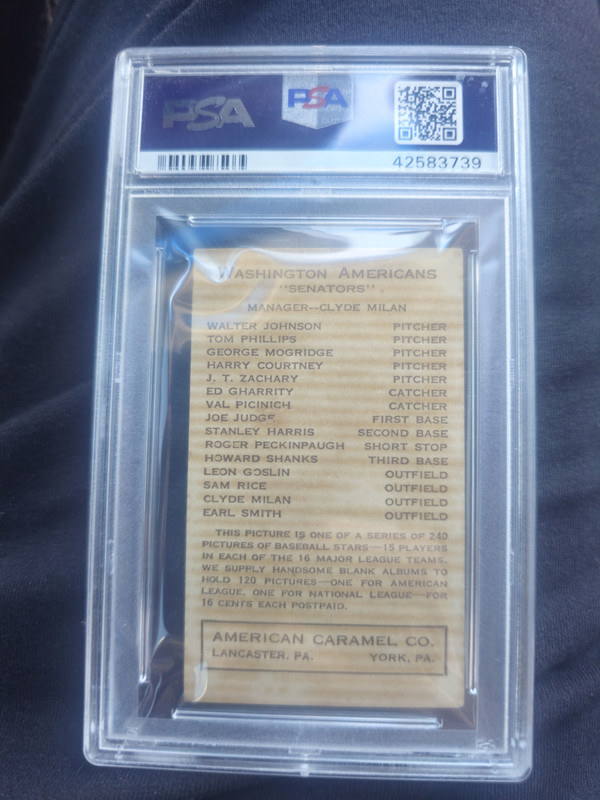 PSA PSA
42583739
WASHINGTON AMERICANS
"SENATORS".
MANAGER--CLYDE MILAN
WALTER JOHNSON PITCHER
TOM PHILLIPS PITCHER
GEORGE MOGRIDGE PITCHER
HARRY COURTNEY PITCHER
J. T. ZACHARY PITCHER
ED GHARRITY CATCHER
VAL PICINICH CATCHER
JOE JUDGE FIRST BASE
STANLEY HARRIS SECOND BASE
ROGER PECKINPAUGH SHORT STOP
HOWARD SHANKS THIRD BASE
LEON GOSLIN OUTFIELD
SAM RICE OUTFIELD
CLYDE MILAN OUTFIELD
EARL SMITH OUTFIELD
THIS PICTURE IS ONE OF A SERIES OF 240
PICTURES OF BASEBALL STARS—15 PLAYERS
IN EACH OF THE 16 MAJOR LEAGUE TEAMS.
WE SUPPLY HANDSOME BLANK ALBUMS TO
HOLD 120 PICTURES—ONE FOR AMERICAN
LEAGUE, ONE FOR NATIONAL LEAGUE—FOR
16 CENTS EACH POSTPAID.
AMERICAN CARAMEL CO.
LANCASTER, PA. YORK, PA.